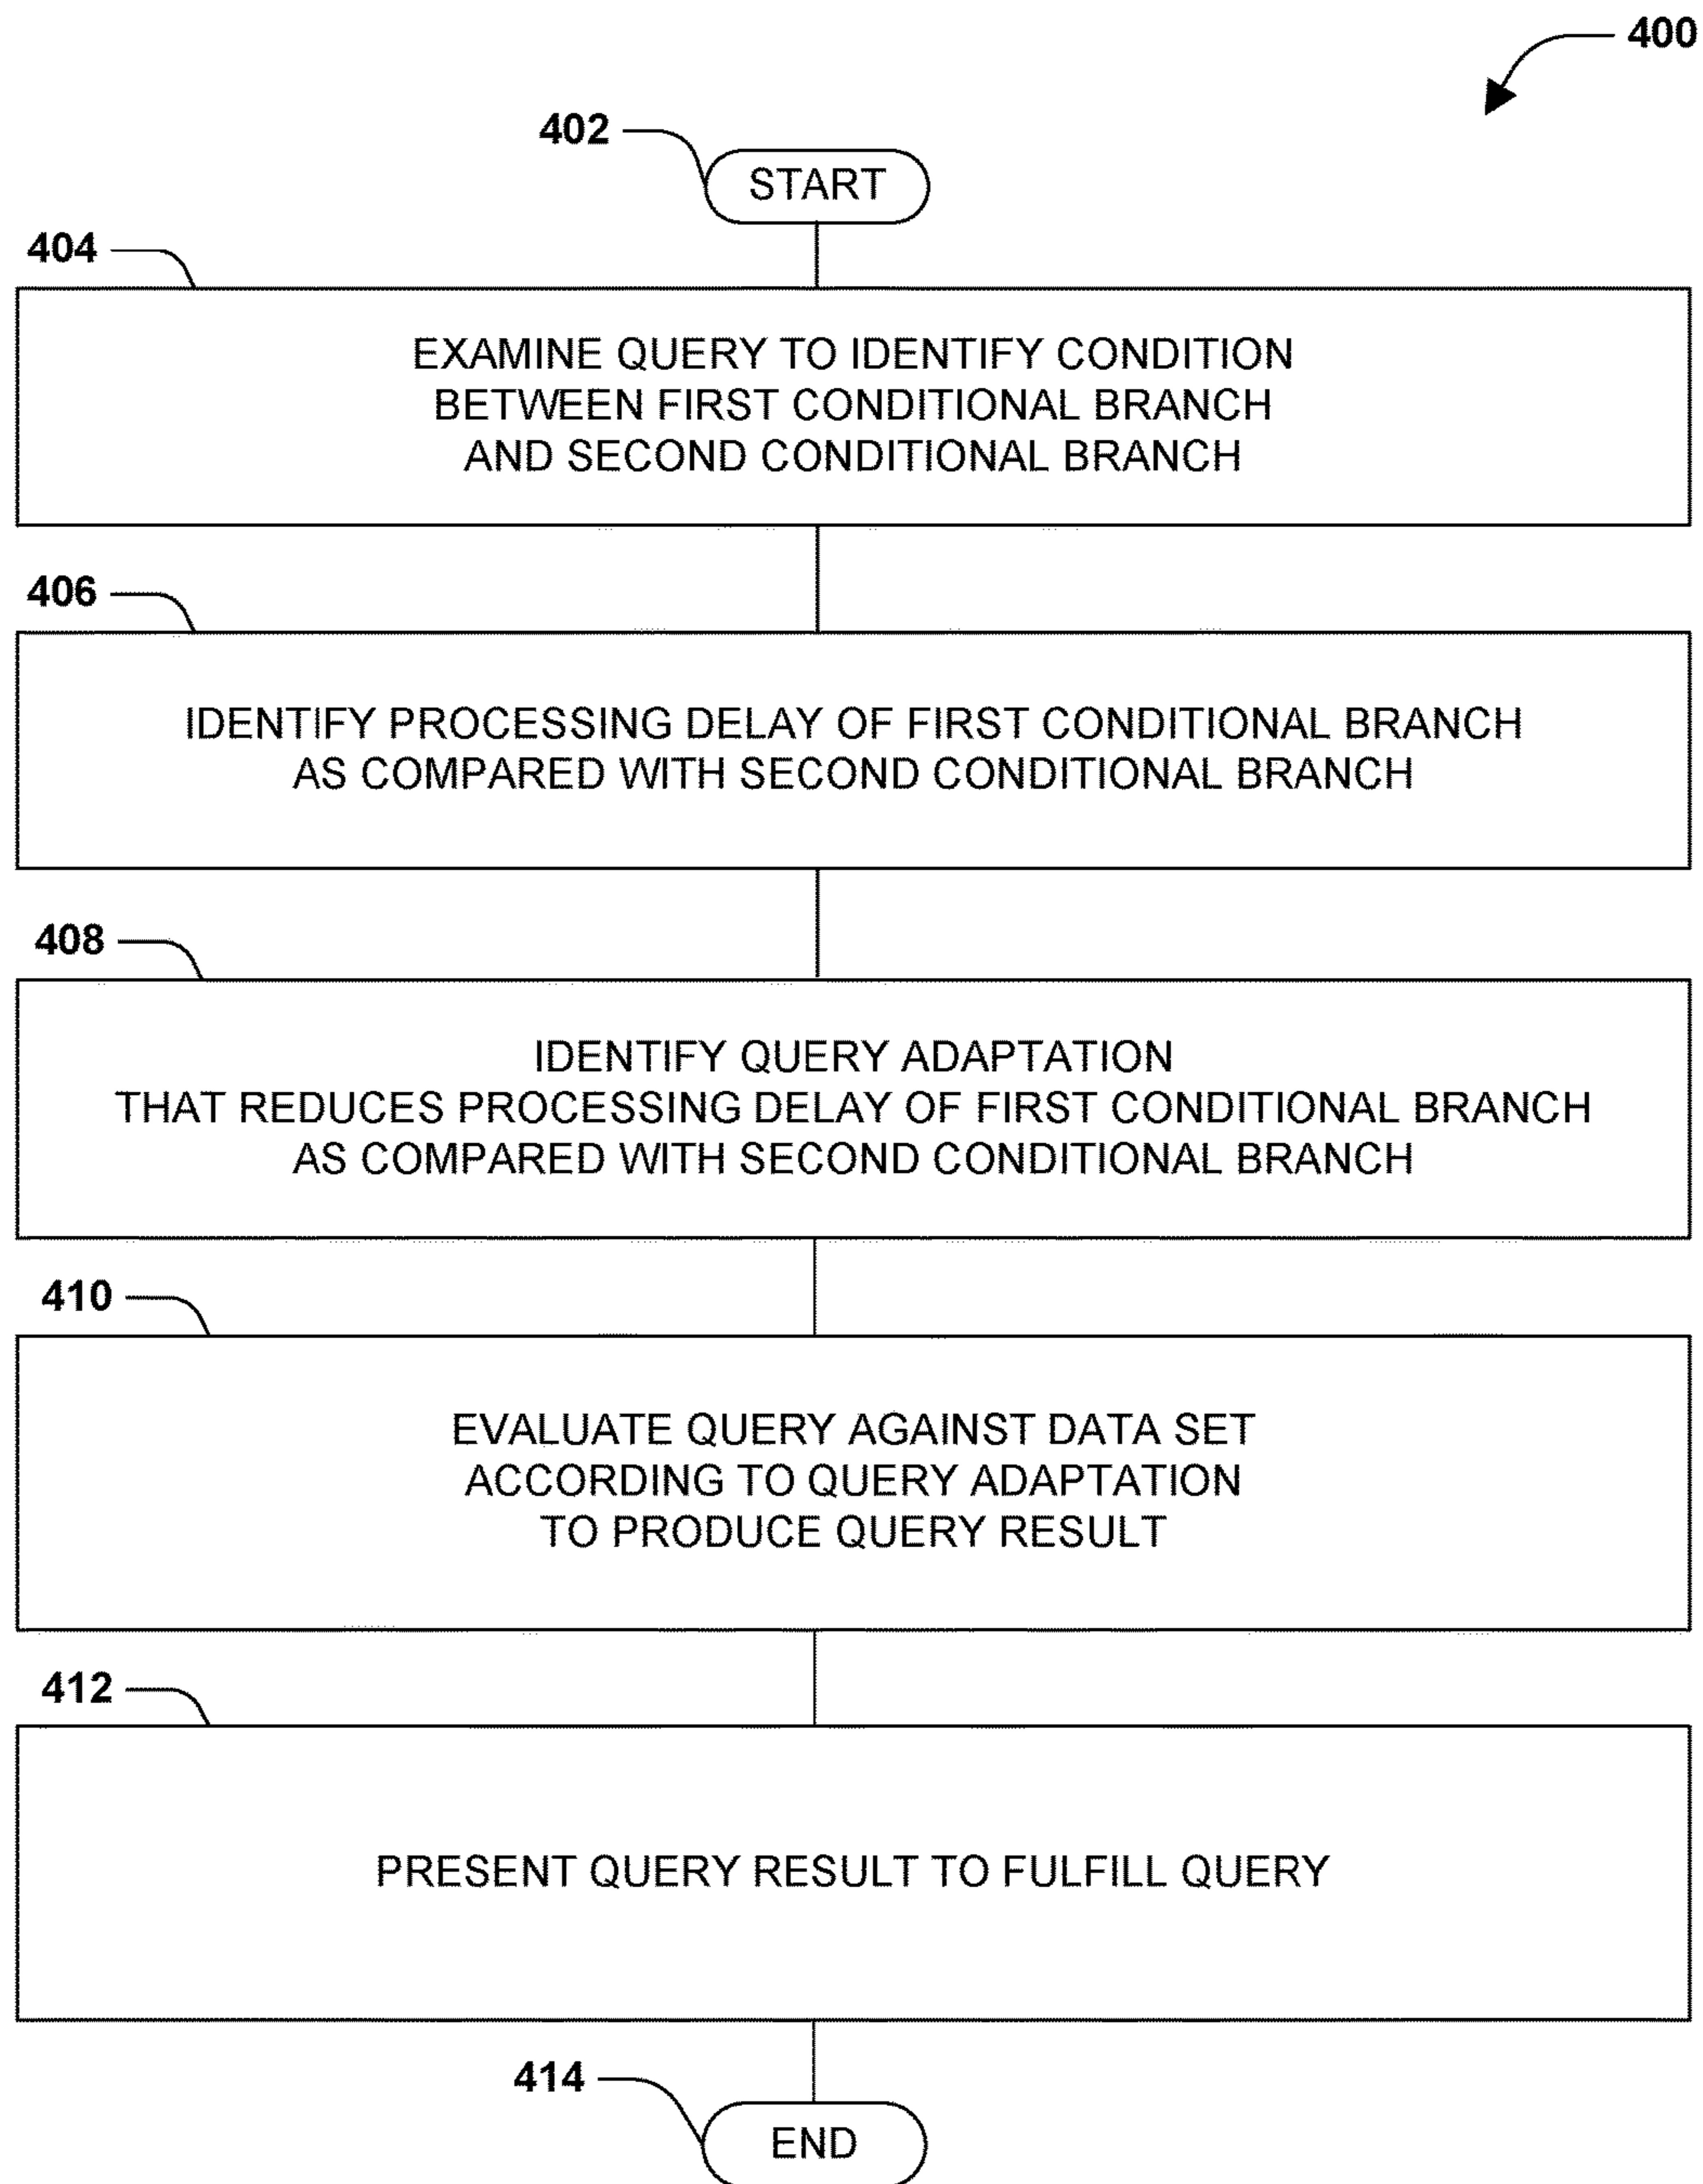 400
402
START
404
EXAMINE QUERY TO IDENTIFY CONDITION
BETWEEN FIRST CONDITIONAL BRANCH
AND SECOND CONDITIONAL BRANCH
406
IDENTIFY PROCESSING DELAY OF FIRST CONDITIONAL BRANCH
AS COMPARED WITH SECOND CONDITIONAL BRANCH
408
IDENTIFY QUERY ADAPTATION
THAT REDUCES PROCESSING DELAY OF FIRST CONDITIONAL BRANCH
AS COMPARED WITH SECOND CONDITIONAL BRANCH
410
EVALUATE QUERY AGAINST DATA SET
ACCORDING TO QUERY ADAPTATION
TO PRODUCE QUERY RESULT
412
PRESENT QUERY RESULT TO FULFILL QUERY
414
END